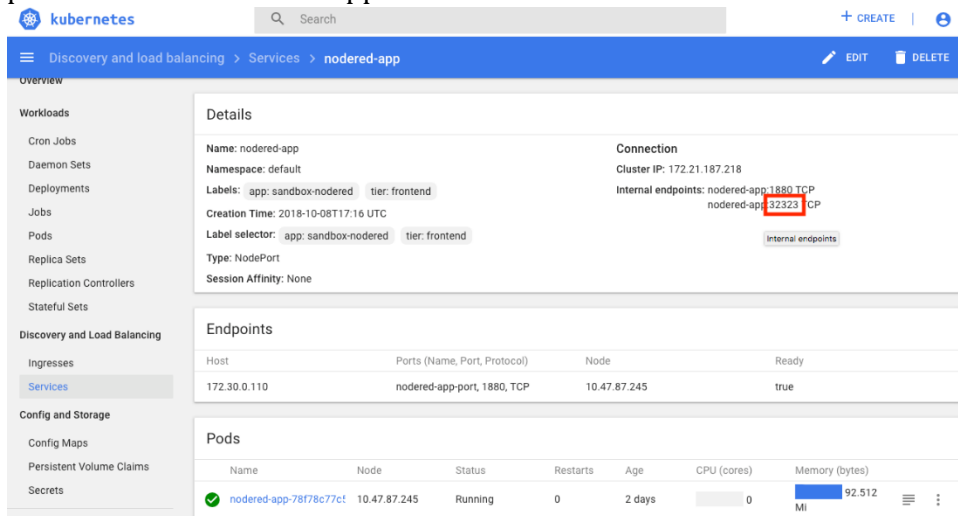 kubernetes
Search
+ CREATE
Discovery and load balancing > Services > nodered-app
EDIT
DELETE
Overview
Workloads
Cron Jobs
Daemon Sets
Deployments
Jobs
Pods
Replica Sets
Replication Controllers
Stateful Sets
Discovery and Load Balancing
Ingresses
Services
Config and Storage
Config Maps
Persistent Volume Claims
Secrets
Details
Name: nodered-app
Namespace: default
Labels: app: sandbox-nodered tier: frontend
Creation Time: 2018-10-08T17:16 UTC
Label selector: app: sandbox-nodered tier: frontend
Type: NodePort
Session Affinity: None
Connection
Cluster IP: 172.21.187.218
Internal endpoints: nodered-app:1880 TCP
nodered-app:32323 TCP
Internal endpoints
Endpoints
Host Ports (Name, Port, Protocol) Node Ready
172.30.0.110 nodered-app-port, 1880, TCP 10.47.87.245 true
Pods
Name Node Status Restarts Age CPU (cores) Memory (bytes)
nodered-app-78f78c77c5 10.47.87.245 Running 0 2 days 0 92.512
Mi